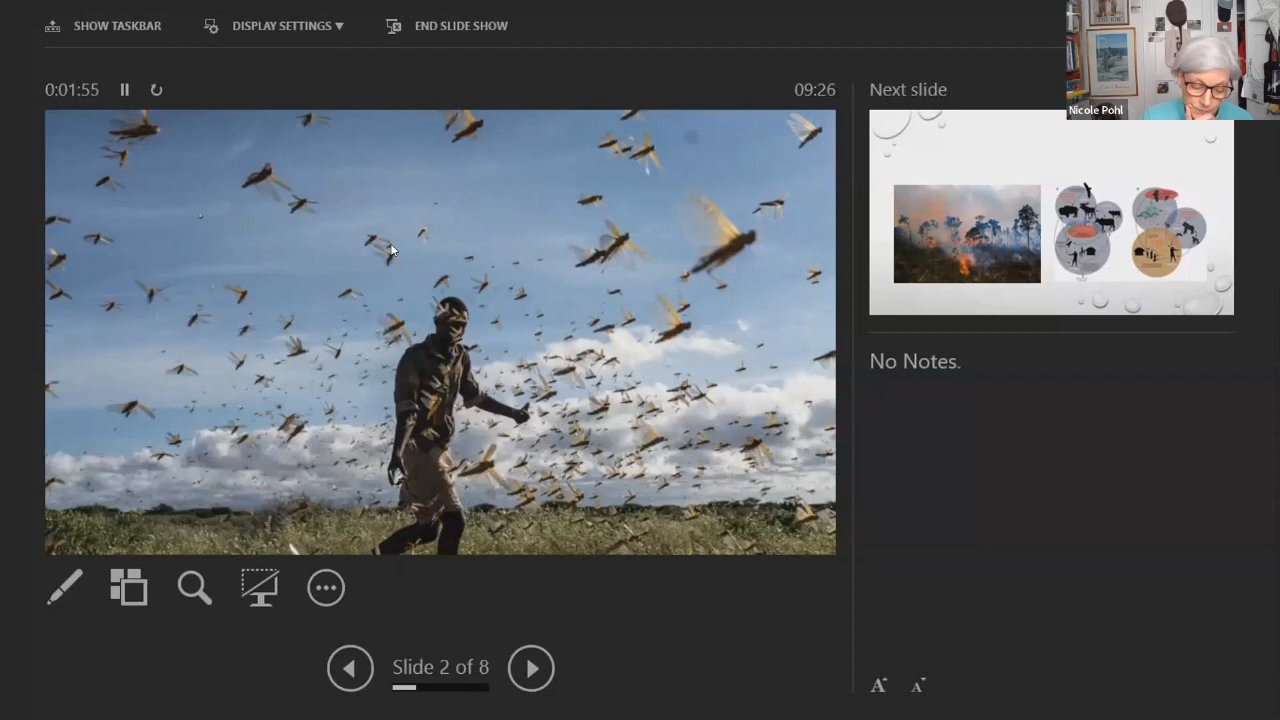 SHOW TASKBAR
DISPLAY SETTINGS ▼
END SLIDE SHOW
0:01:55
09:26
Next slide
Nicole Pohl
No Notes.
Slide 2 of 8
A A